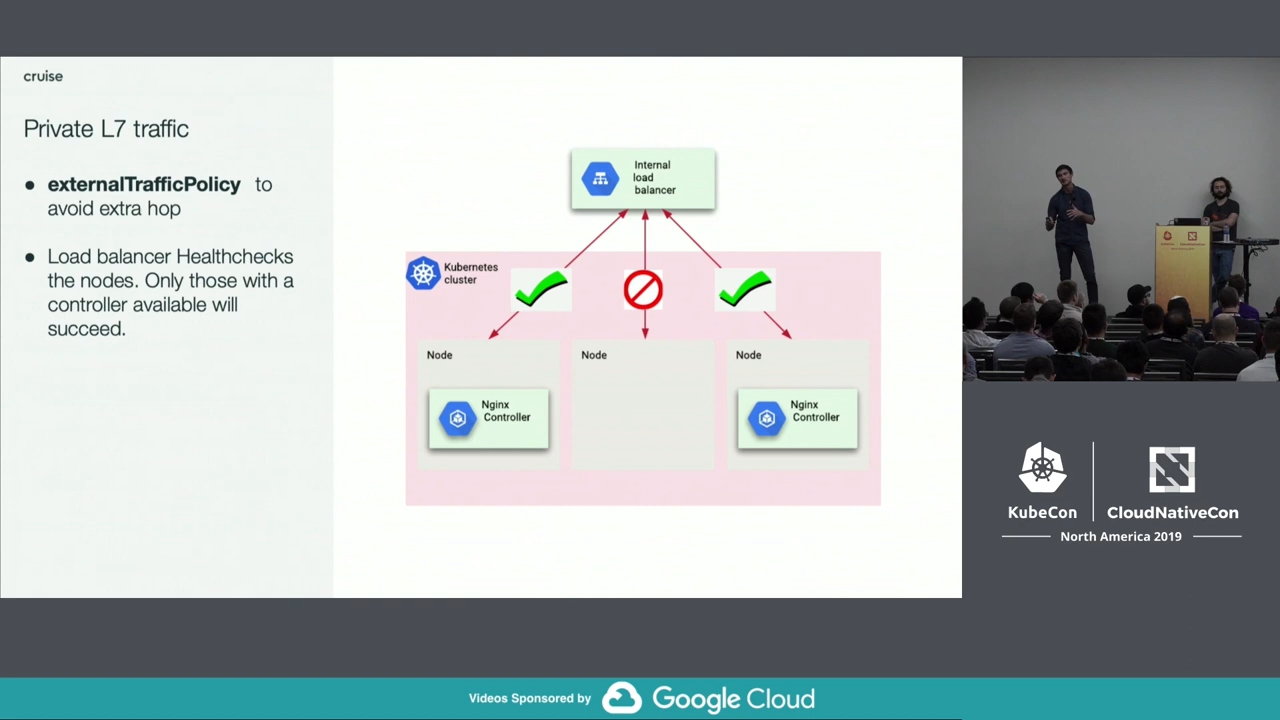 cruise
Private L7 traffic
● externalTrafficPolicy to
avoid extra hop
● Load balancer Healthchecks
the nodes. Only those with a
controller available will
succeed.
Internal
load
balancer
Kubernetes
cluster
Node
Nginx
Controller
Node
Node
Nginx
Controller
KubeCon
CloudNativeCon
North America 2019
Videos Sponsored by
Google Cloud